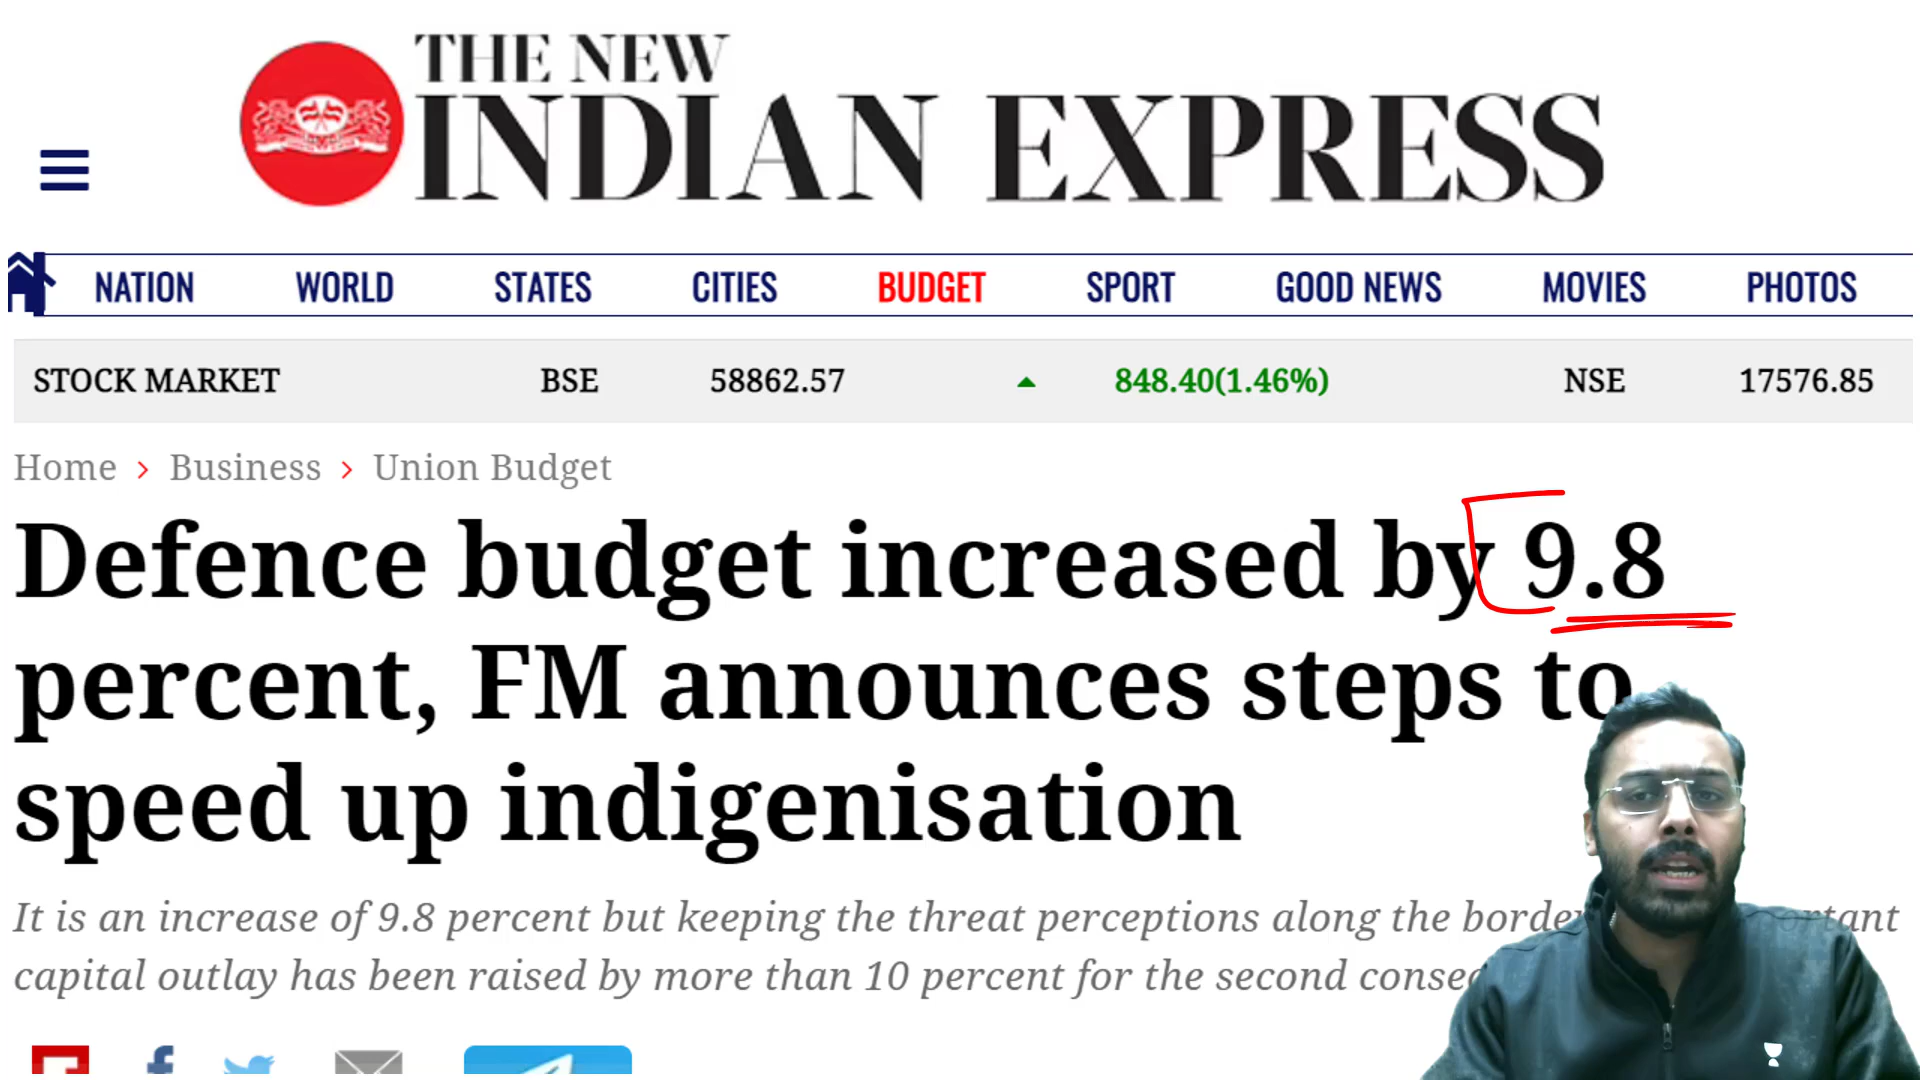 THE NEW
INDIAN EXPRESS
NATION WORLD STATES CITIES BUDGET SPORT GOOD NEWS MOVIES PHOTOS
STOCK MARKET BSE 58862.57 848.40(1.46%) NSE 17576.85
Home > Business > Union Budget
Defence budget increased by 9.8
percent, FM announces steps to
speed up indigenisation
It is an increase of 9.8 percent but keeping the threat perceptions along the
capital outlay has been raised by more than 10 percent for the second